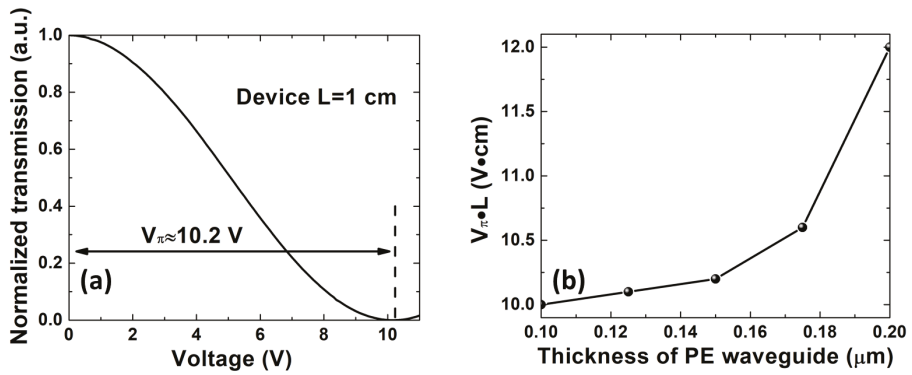 Normalized transmission (a.u.)
1.0
0.8
0.6
0.4
0.2
0.0
Device L=1 cm
Vπ≈10.2 V
(a)
0 2 4 6 8 10
Voltage (V)
Vπ•L (V•cm)
12.0
11.5
11.0
10.5
10.0
(b)
0.10 0.12 0.14 0.16 0.18 0.20
Thickness of PE waveguide (μm)